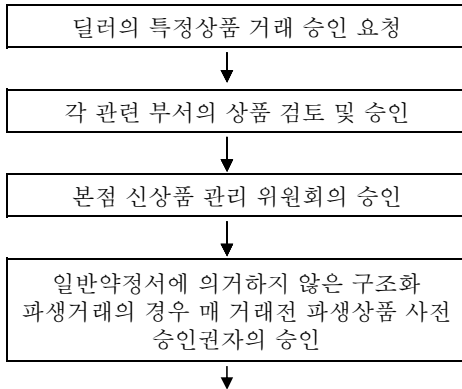 딜러의 특정상품 거래 승인 요청
각 관련 부서의 상품 검토 및 승인
본점 신상품 관리 위원회의 승인
일반약정서에 의거하지 않은 구조화
파생거래의 경우 매 거래전 파생상품 사전
승인권자의 승인